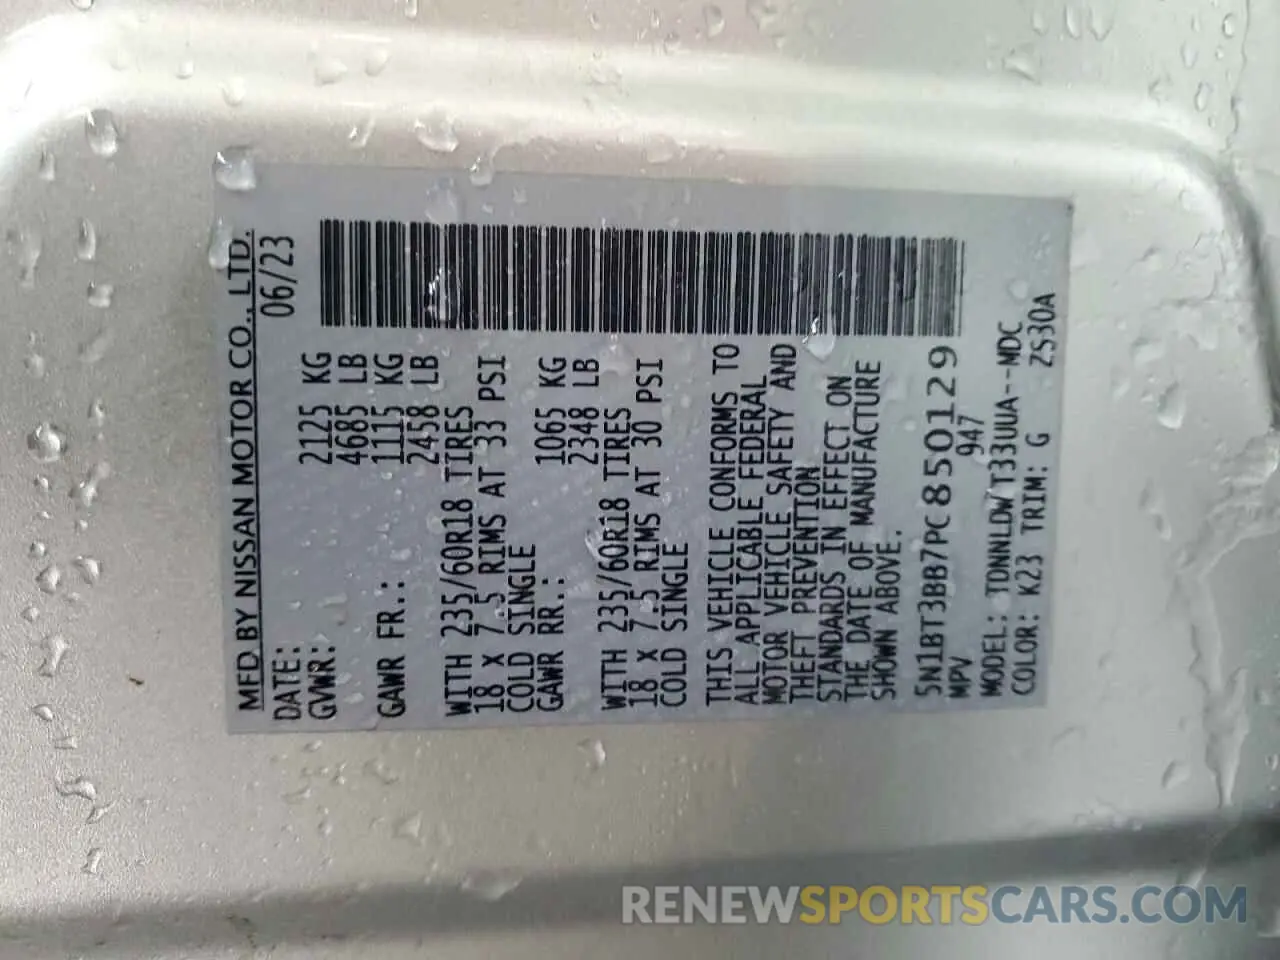 MFD BY NISSAN MOTOR CO., LTD.
DATE: 06/23
GVWR: 2125 KG
4685 LB
GAWR FR.: 1115 KG
2458 LB
WITH 235/60R18 TIRES
18 X 7.5 RIMS AT 33 PSI
COLD SINGLE
GAWR RR.: 1065 KG
2348 LB
WITH 235/60R18 TIRES
18 X 7.5 RIMS AT 30 PSI
COLD SINGLE
THIS VEHICLE CONFORMS TO
ALL APPLICABLE FEDERAL
MOTOR VEHICLE SAFETY AND
THEFT PREVENTION
STANDARDS IN EFFECT ON
THE DATE OF MANUFACTURE
SHOWN ABOVE.
5N1BT3BB7PC850129
MPV 947
MODEL: TDNNLDW T33UUA--MDC
COLOR: K23 TRIM: G ZS30A
RENEWSPORTSCARS.COM